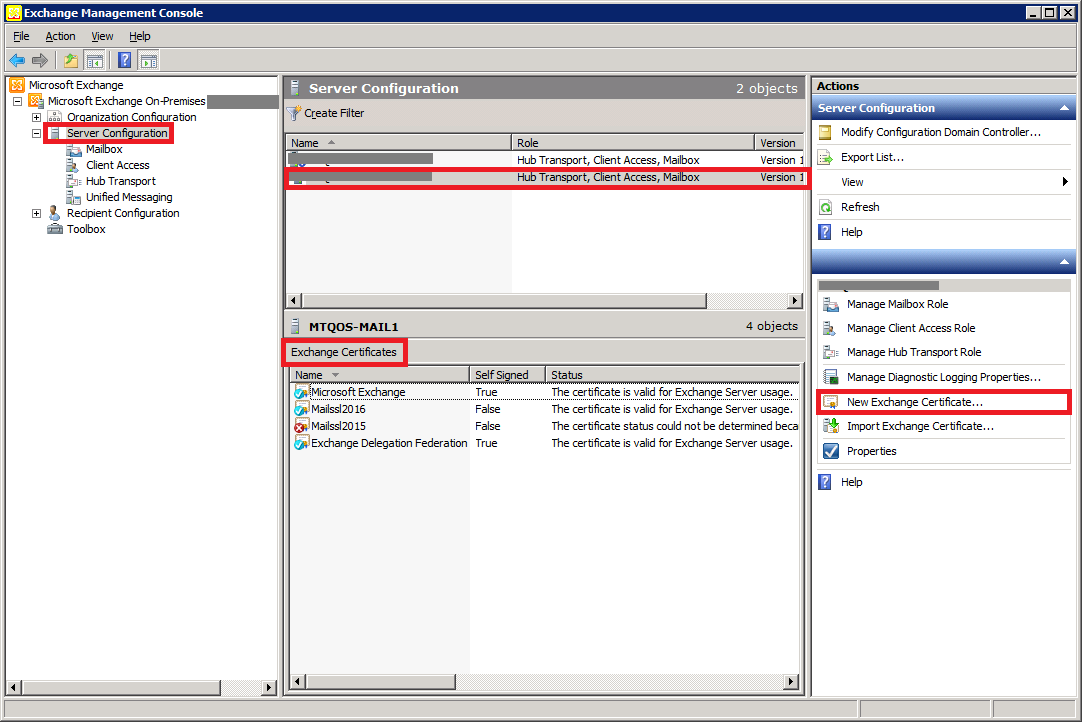 Exchange Management Console
File Action View Help
Microsoft Exchange
Microsoft Exchange On-Premises
Organization Configuration
Server Configuration
Mailbox
Client Access
Hub Transport
Unified Messaging
Recipient Configuration
Toolbox
Server Configuration 2 objects
Create Filter
Name Role Version
Hub Transport, Client Access, Mailbox Version 1
Hub Transport, Client Access, Mailbox Version 1
MTQOS-MAIL1 4 objects
Exchange Certificates
Name Self Signed Status
Microsoft Exchange True The certificate is valid for Exchange Server usage.
Mailssl2016 False The certificate is valid for Exchange Server usage.
Mailssl2015 False The certificate status could not be determined beca
Exchange Delegation Federation True The certificate is valid for Exchange Server usage.
Actions
Server Configuration
Modify Configuration Domain Controller...
Export List...
View
Refresh
Help
Manage Mailbox Role
Manage Client Access Role
Manage Hub Transport Role
Manage Diagnostic Logging Properties...
New Exchange Certificate...
Import Exchange Certificate...
Properties
Help